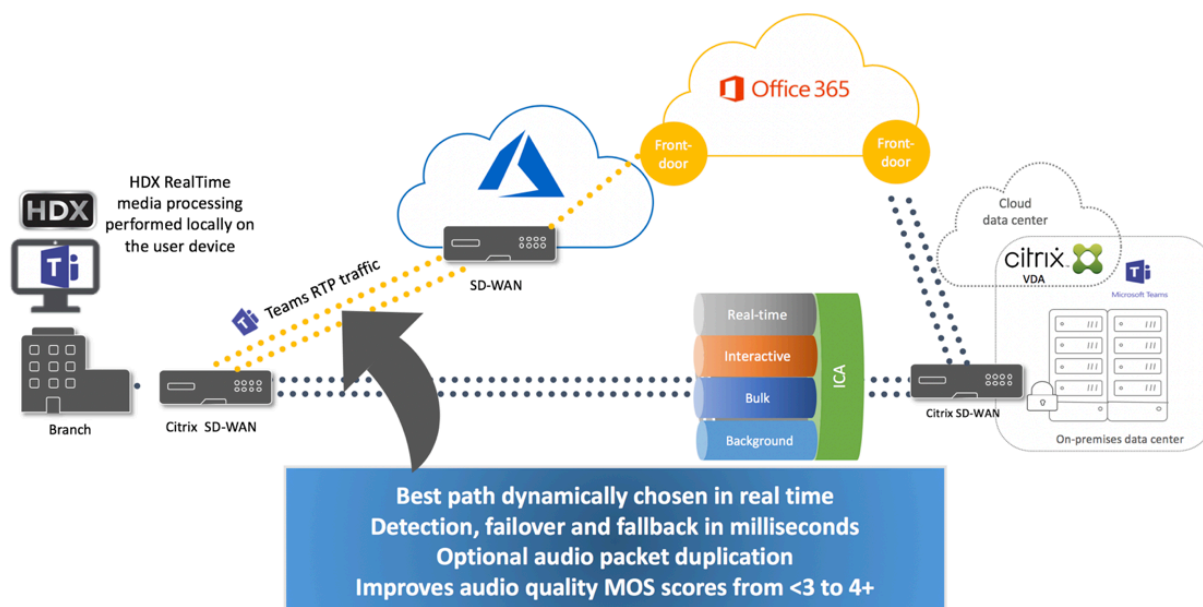 Office 365
Front-
door
Front-
door
HDX
HDX RealTime
media processing
performed locally on
the user device
Cloud
data center
citrix
VDA
Microsoft Teams
SD-WAN
Teams RTP traffic
Real-time
Interactive
Bulk
Background
ICA
Branch
Citrix SD-WAN
Citrix SD-WAN
On-premises data center
Best path dynamically chosen in real time
Detection, failover and fallback in milliseconds
Optional audio packet duplication
Improves audio quality MOS scores from <3 to 4+